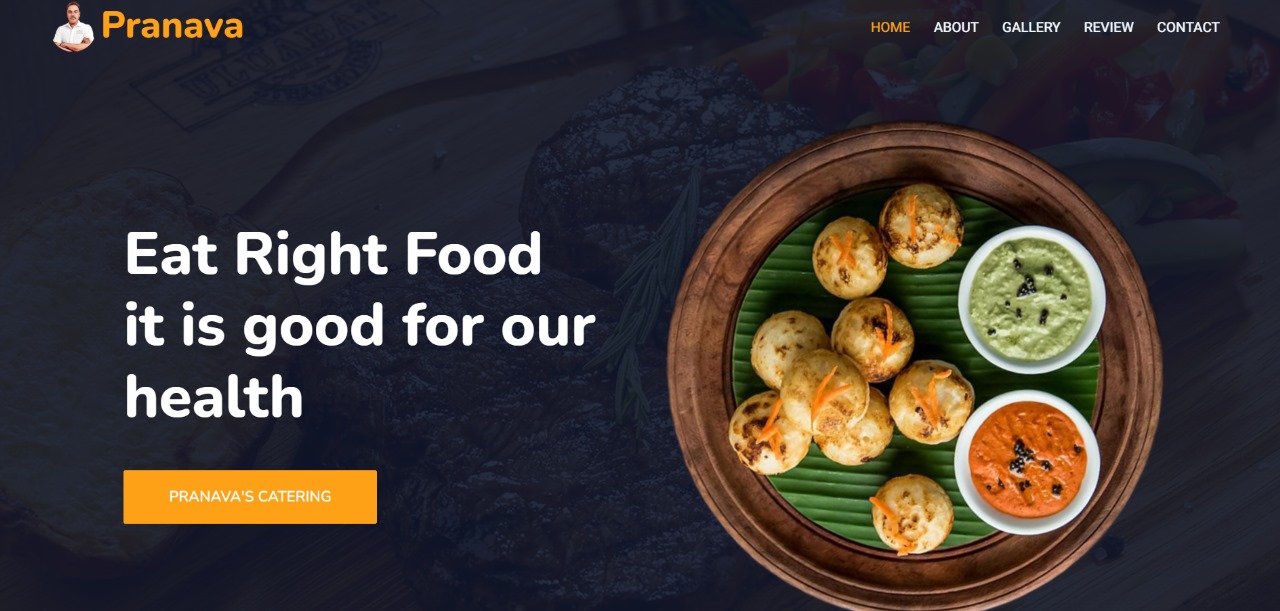 Pranava
HOME ABOUT GALLERY REVIEW CONTACT
Eat Right Food
it is good for our
health
PRANAVA'S CATERING